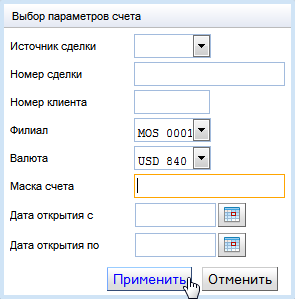 Выбор параметров счета
Источник сделки
Номер сделки
Номер клиента
Филиал MOS 0001
Валюта USD 840
Маска счета
Дата открытия с
Дата открытия по
Применить Отменить